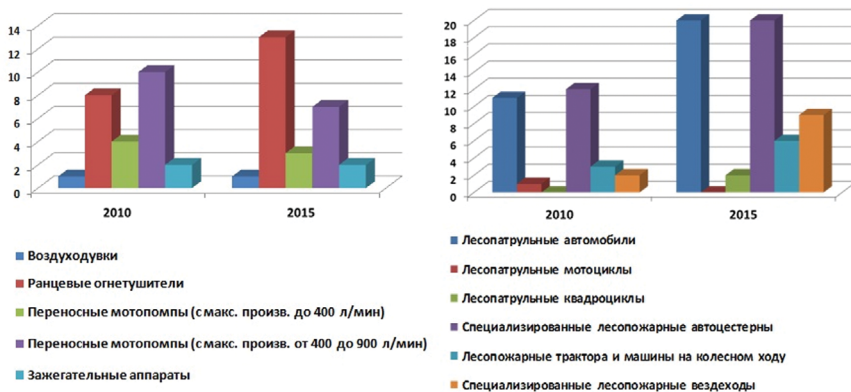 14
12
10
8
6
4
2
0
2010
2015
Воздуходувки
Ранцевые огнетушители
Переносные мотопомпы (с макс. произв. до 400 л/мин)
Переносные мотопомпы (с макс. произв. от 400 до 900 л/мин)
Зажегательные аппараты
20
18
16
14
12
10
8
6
4
2
0
2010
2015
Лесопатрульные автомобили
Лесопатрульные мотоциклы
Лесопатрульные квадроциклы
Специализированные лесопожарные автоцестерны
Лесопожарные трактора и машины на колесном ходу
Специализированные лесопожарные вездеходы